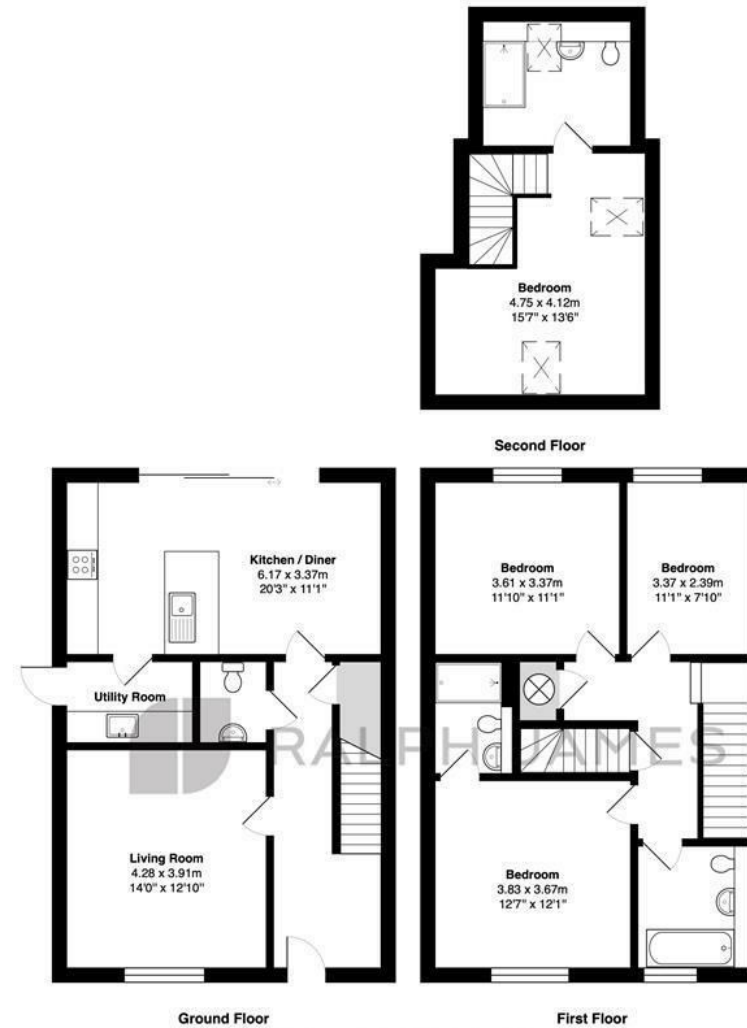 Bedroom
4.75 x 4.12m
15'7" x 13'6"
Second Floor
Kitchen / Diner
6.17 x 3.37m
20'3" x 11'1"
Utility Room
Living Room
4.28 x 3.91m
14'0" x 12'10"
Ground Floor
Bedroom
3.61 x 3.37m
11'10" x 11'1"
Bedroom
3.37 x 2.39m
11'1" x 7'10"
Bedroom
3.83 x 3.67m
12'7" x 12'1"
First Floor
RALPH JAMES